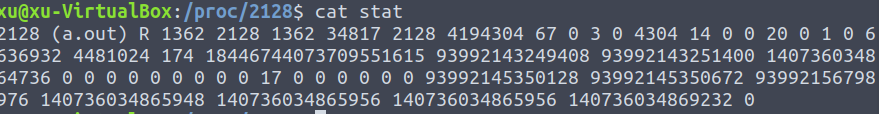 xu@xu-VirtualBox:/proc/2128$ cat stat
2128 (a.out) R 1362 2128 1362 34817 2128 4194304 67 0 3 0 4304 14 0 0 20 0 1 0 6
636932 4481024 174 18446744073709551615 93992143249408 93992143251400 1407360348
64736 0 0 0 0 0 0 0 0 0 17 0 0 0 0 0 0 93992145350128 93992145350672 93992156798
976 140736034865948 140736034865956 140736034865956 140736034869232 0